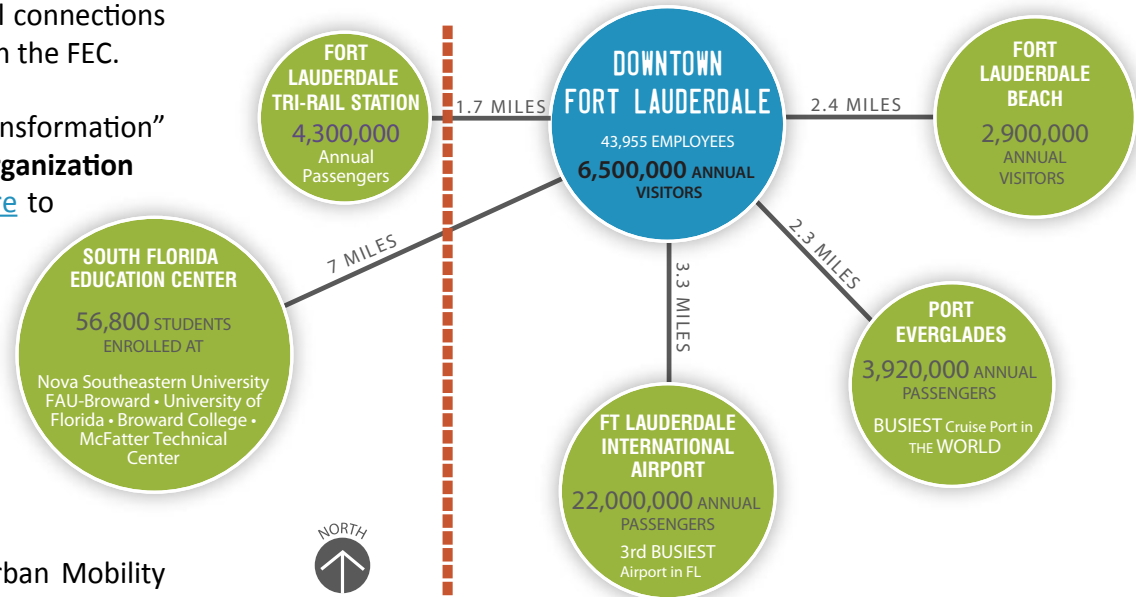 connections
the FEC.
nsformation”
ganization
re to
rban Mobility
FORT
LAUDERDALE
TRI-RAIL STATION
4,300,000
Annual
Passengers
1.7 MILES
DOWNTOWN
FORT LAUDERDALE
43,955 EMPLOYEES
6,500,000 ANNUAL
VISITORS
2.4 MILES
FORT
LAUDERDALE
BEACH
2,900,000
ANNUAL
VISITORS
7 MILES
SOUTH FLORIDA
EDUCATION CENTER
56,800 STUDENTS
ENROLLED AT
Nova Southeastern University
FAU-Broward • University of
Florida • Broward College •
McFatter Technical
Center
3.3 MILES
FT LAUDERDALE
INTERNATIONAL
AIRPORT
22,000,000 ANNUAL
PASSENGERS
3rd BUSIEST
Airport in FL
2.3 MILES
PORT
EVERGLADES
3,920,000 ANNUAL
PASSENGERS
BUSIEST Cruise Port in
THE WORLD
NORTH